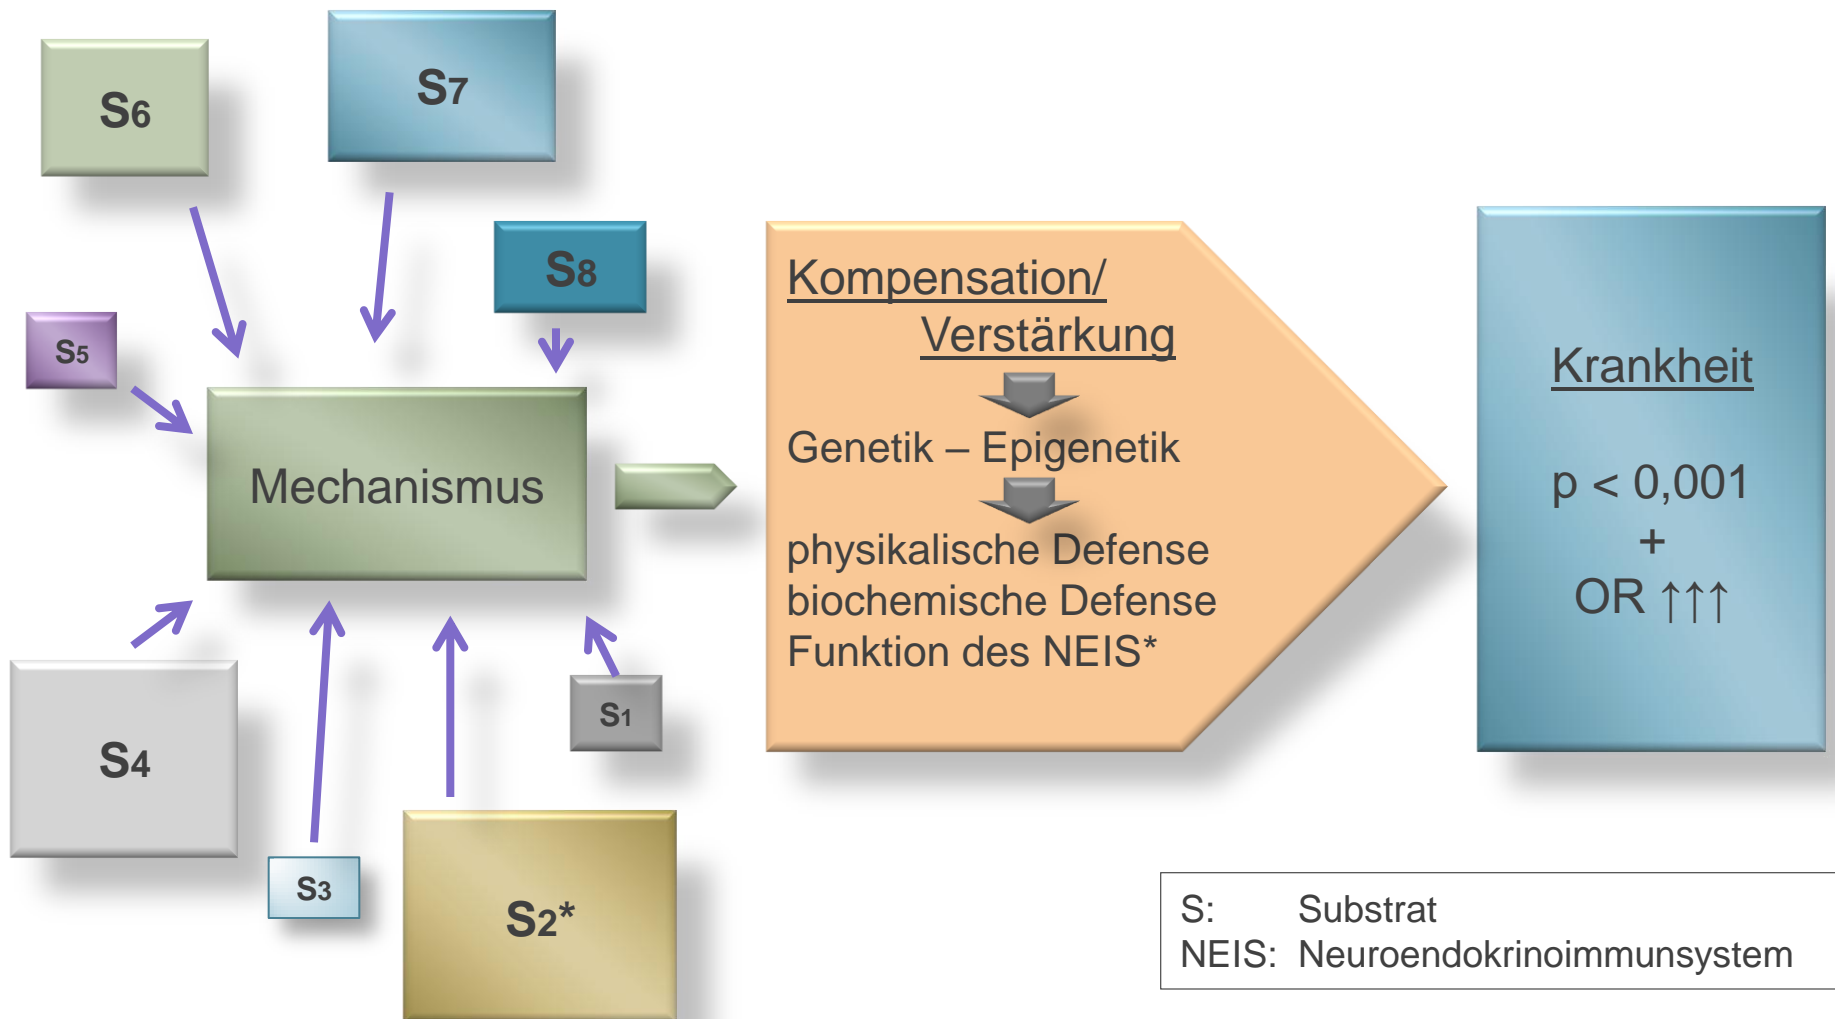 S6
S7
S8
S5
Mechanismus
S4
S3
S2*
S1
Kompensation/
Verstärkung
Genetik – Epigenetik
physikalische Defense
biochemische Defense
Funktion des NEIS*
Krankheit
p < 0,001
+
OR ↑↑↑
S: Substrat
NEIS: Neuroendokrinoimmunsystem